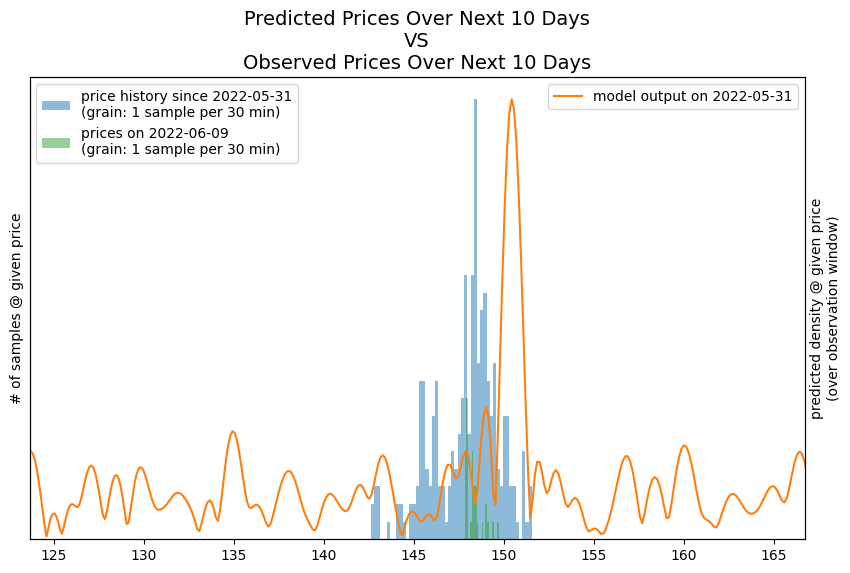 Predicted Prices Over Next 10 Days
VS
Observed Prices Over Next 10 Days
price history since 2022-05-31
(grain: 1 sample per 30 min)
prices on 2022-06-09
(grain: 1 sample per 30 min)
model output on 2022-05-31
# of samples @ given price
predicted density @ given price
(over observation window)
125 130 135 140 145 150 155 160 165